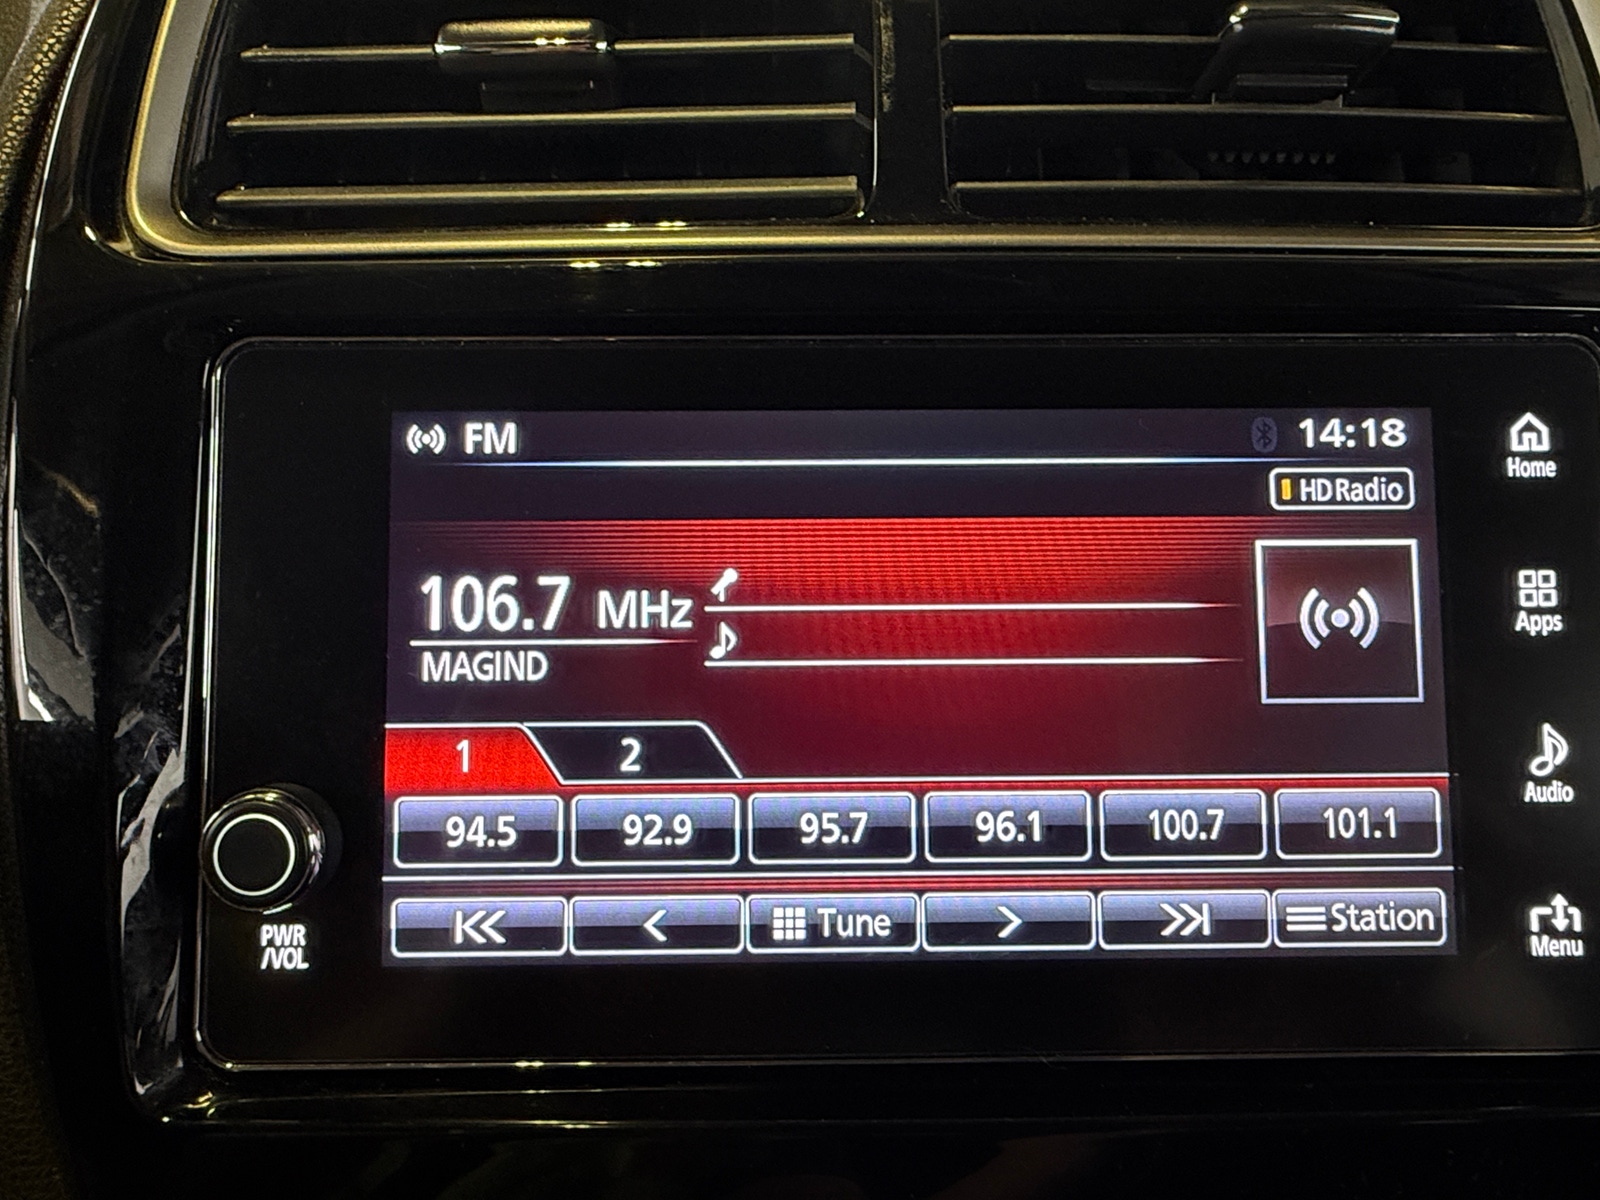 FM
14:18
HD Radio
106.7 MHz
MAGIND
1 2
94.5 92.9 95.7 96.1 100.7 101.1
Tune Station
PWR
/VOL
Home
Apps
Audio
Menu